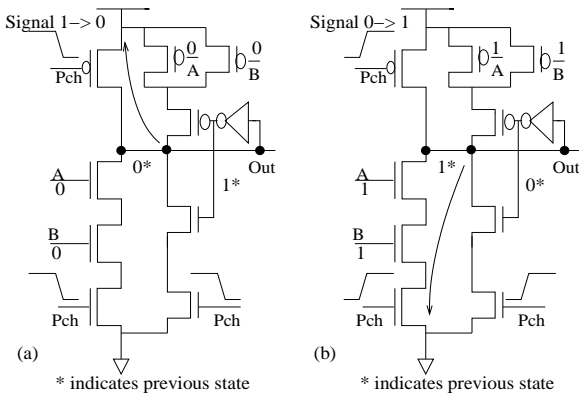 Signal 1–> 0
Pch
0
A
0
B
0*
Out
1*
A
0
B
0
Pch
Pch
(a)
* indicates previous state
Signal 0–> 1
Pch
1
A
1
B
1*
Out
0*
A
1
B
1
Pch
Pch
(b)
* indicates previous state